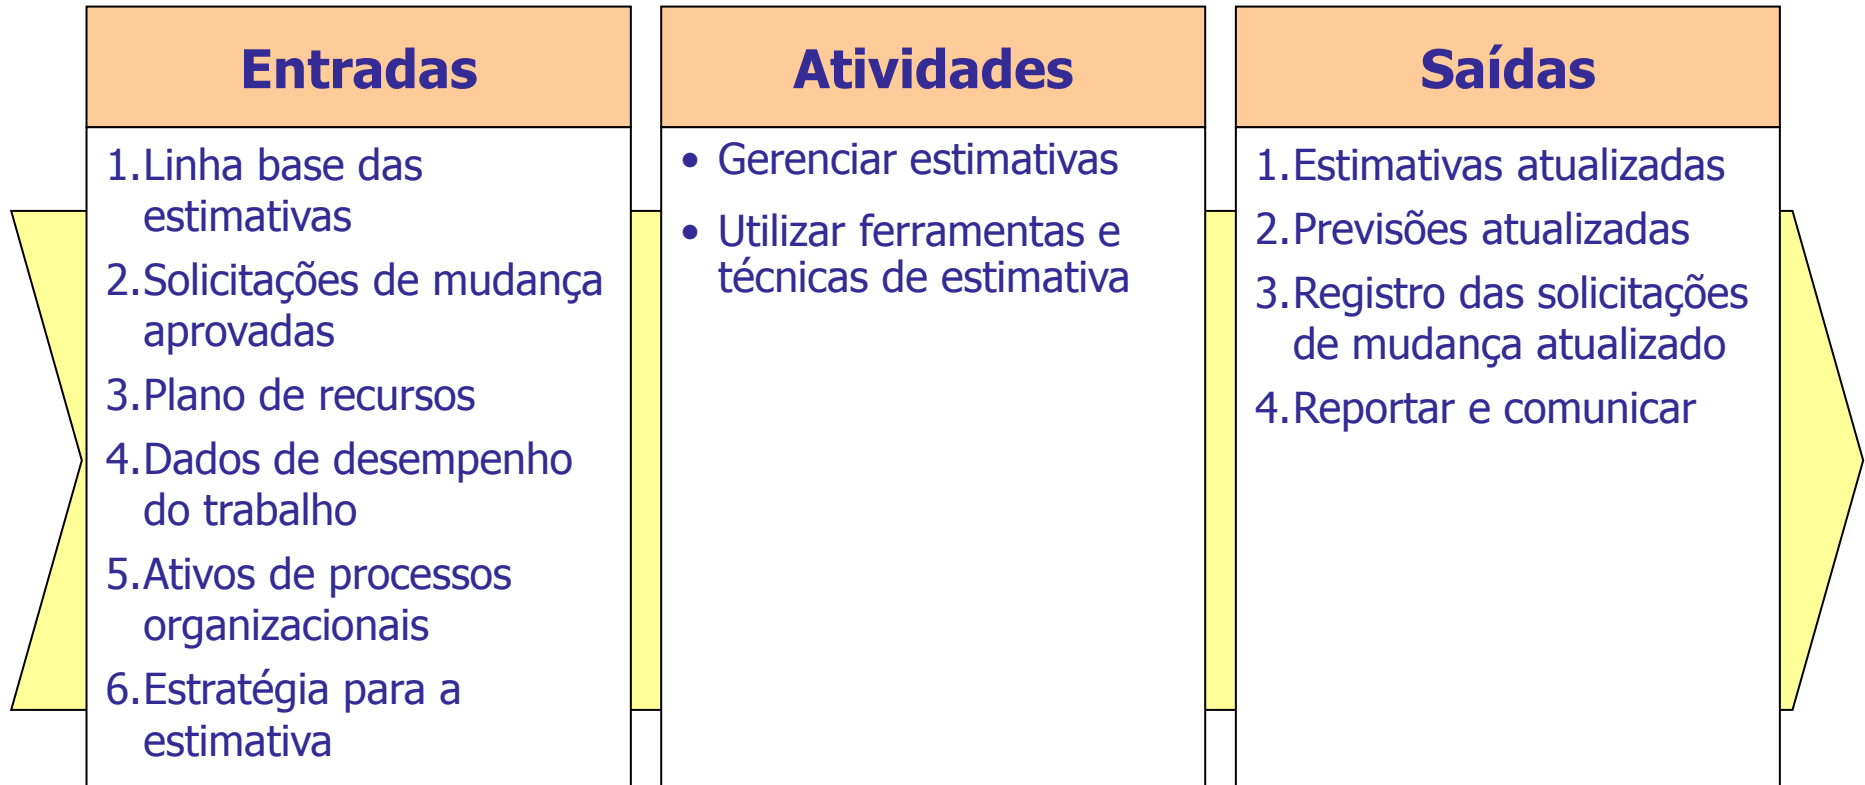 Entradas
1.Linha base das
estimativas
2.Solicitações de mudança
aprovadas
3.Plano de recursos
4.Dados de desempenho
do trabalho
5.Ativos de processos
organizacionais
6.Estratégia para a
estimativa
Atividades
• Gerenciar estimativas
• Utilizar ferramentas e
técnicas de estimativa
Saídas
1.Estimativas atualizadas
2.Previsões atualizadas
3.Registro das solicitações
de mudança atualizado
4.Reportar e comunicar